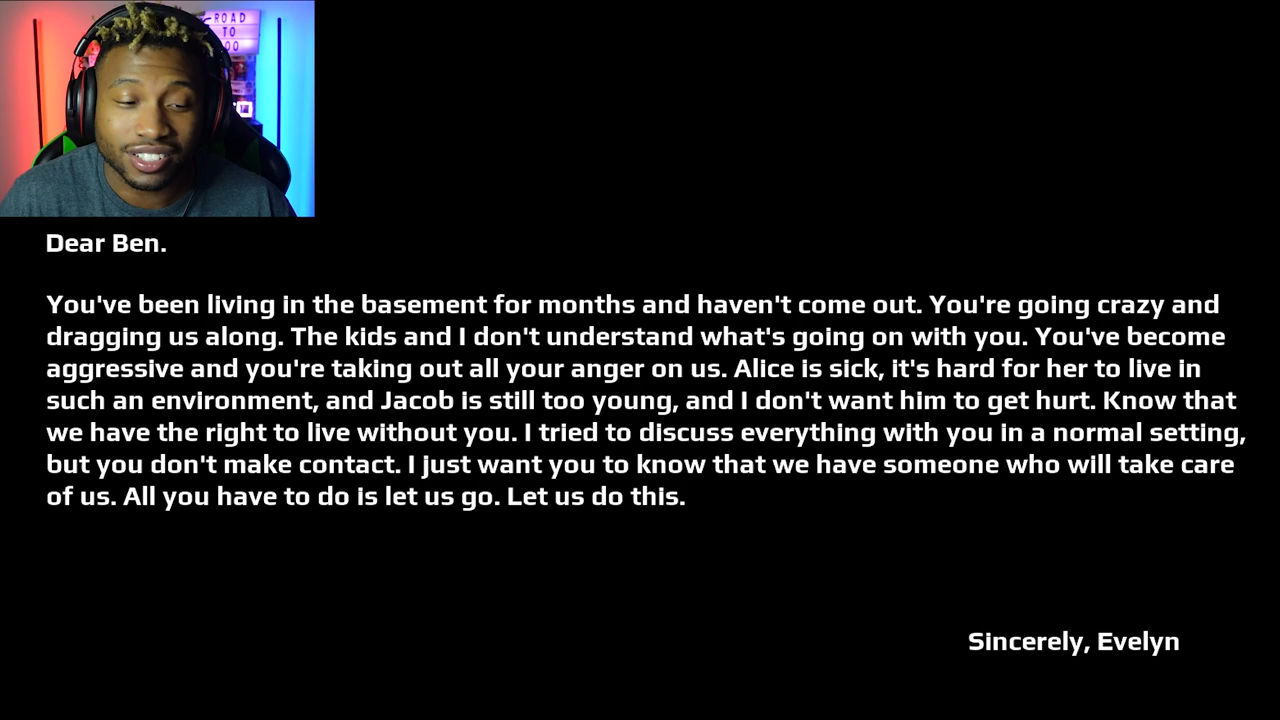 ROAD
TO
Dear Ben.
You've been living in the basement for months and haven't come out. You're going crazy and
dragging us along. The kids and I don't understand what's going on with you. You've become
aggressive and you're taking out all your anger on us. Alice is sick, it's hard for her to live in
such an environment, and Jacob is still too young, and I don't want him to get hurt. Know that
we have the right to live without you. I tried to discuss everything with you in a normal setting,
but you don't make contact. I just want you to know that we have someone who will take care
of us. All you have to do is let us go. Let us do this.
Sincerely, Evelyn